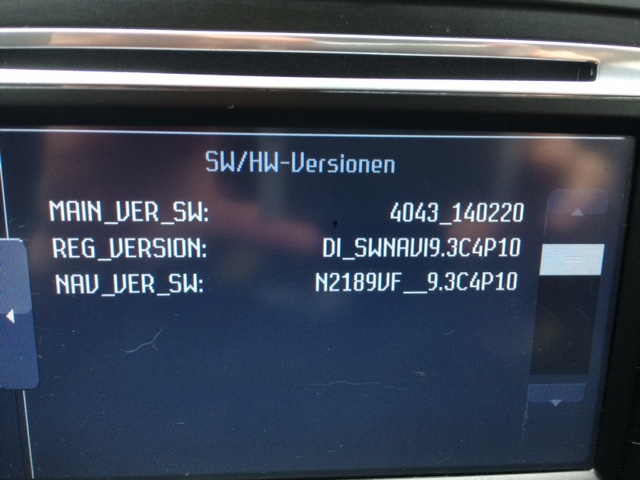 SW/HW-Versionen
MAIN_VER_SW: 4043_140220
REG_VERSION: DI_SWNAVI9.3C4P10
NAV_VER_SW: N2189VF__9.3C4P10